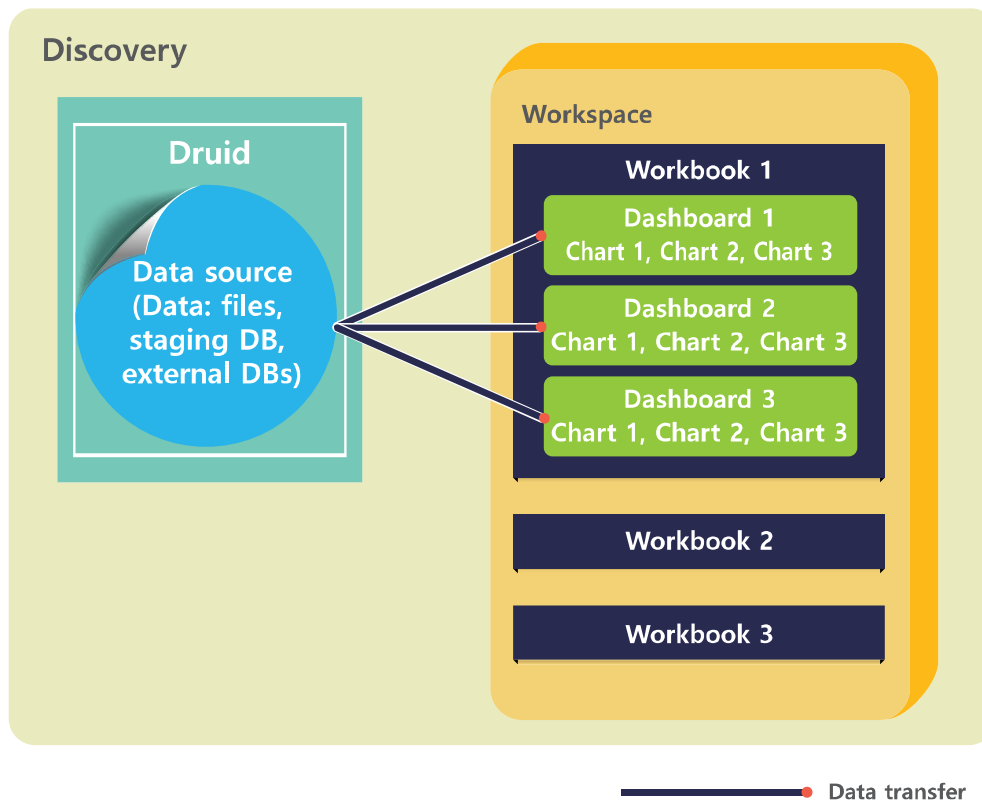 Discovery
Druid
Data source
(Data: files,
staging DB,
external DBs)
Workspace
Workbook 1
Dashboard 1
Chart 1, Chart 2, Chart 3
Dashboard 2
Chart 1, Chart 2, Chart 3
Dashboard 3
Chart 1, Chart 2, Chart 3
Workbook 2
Workbook 3
Data transfer